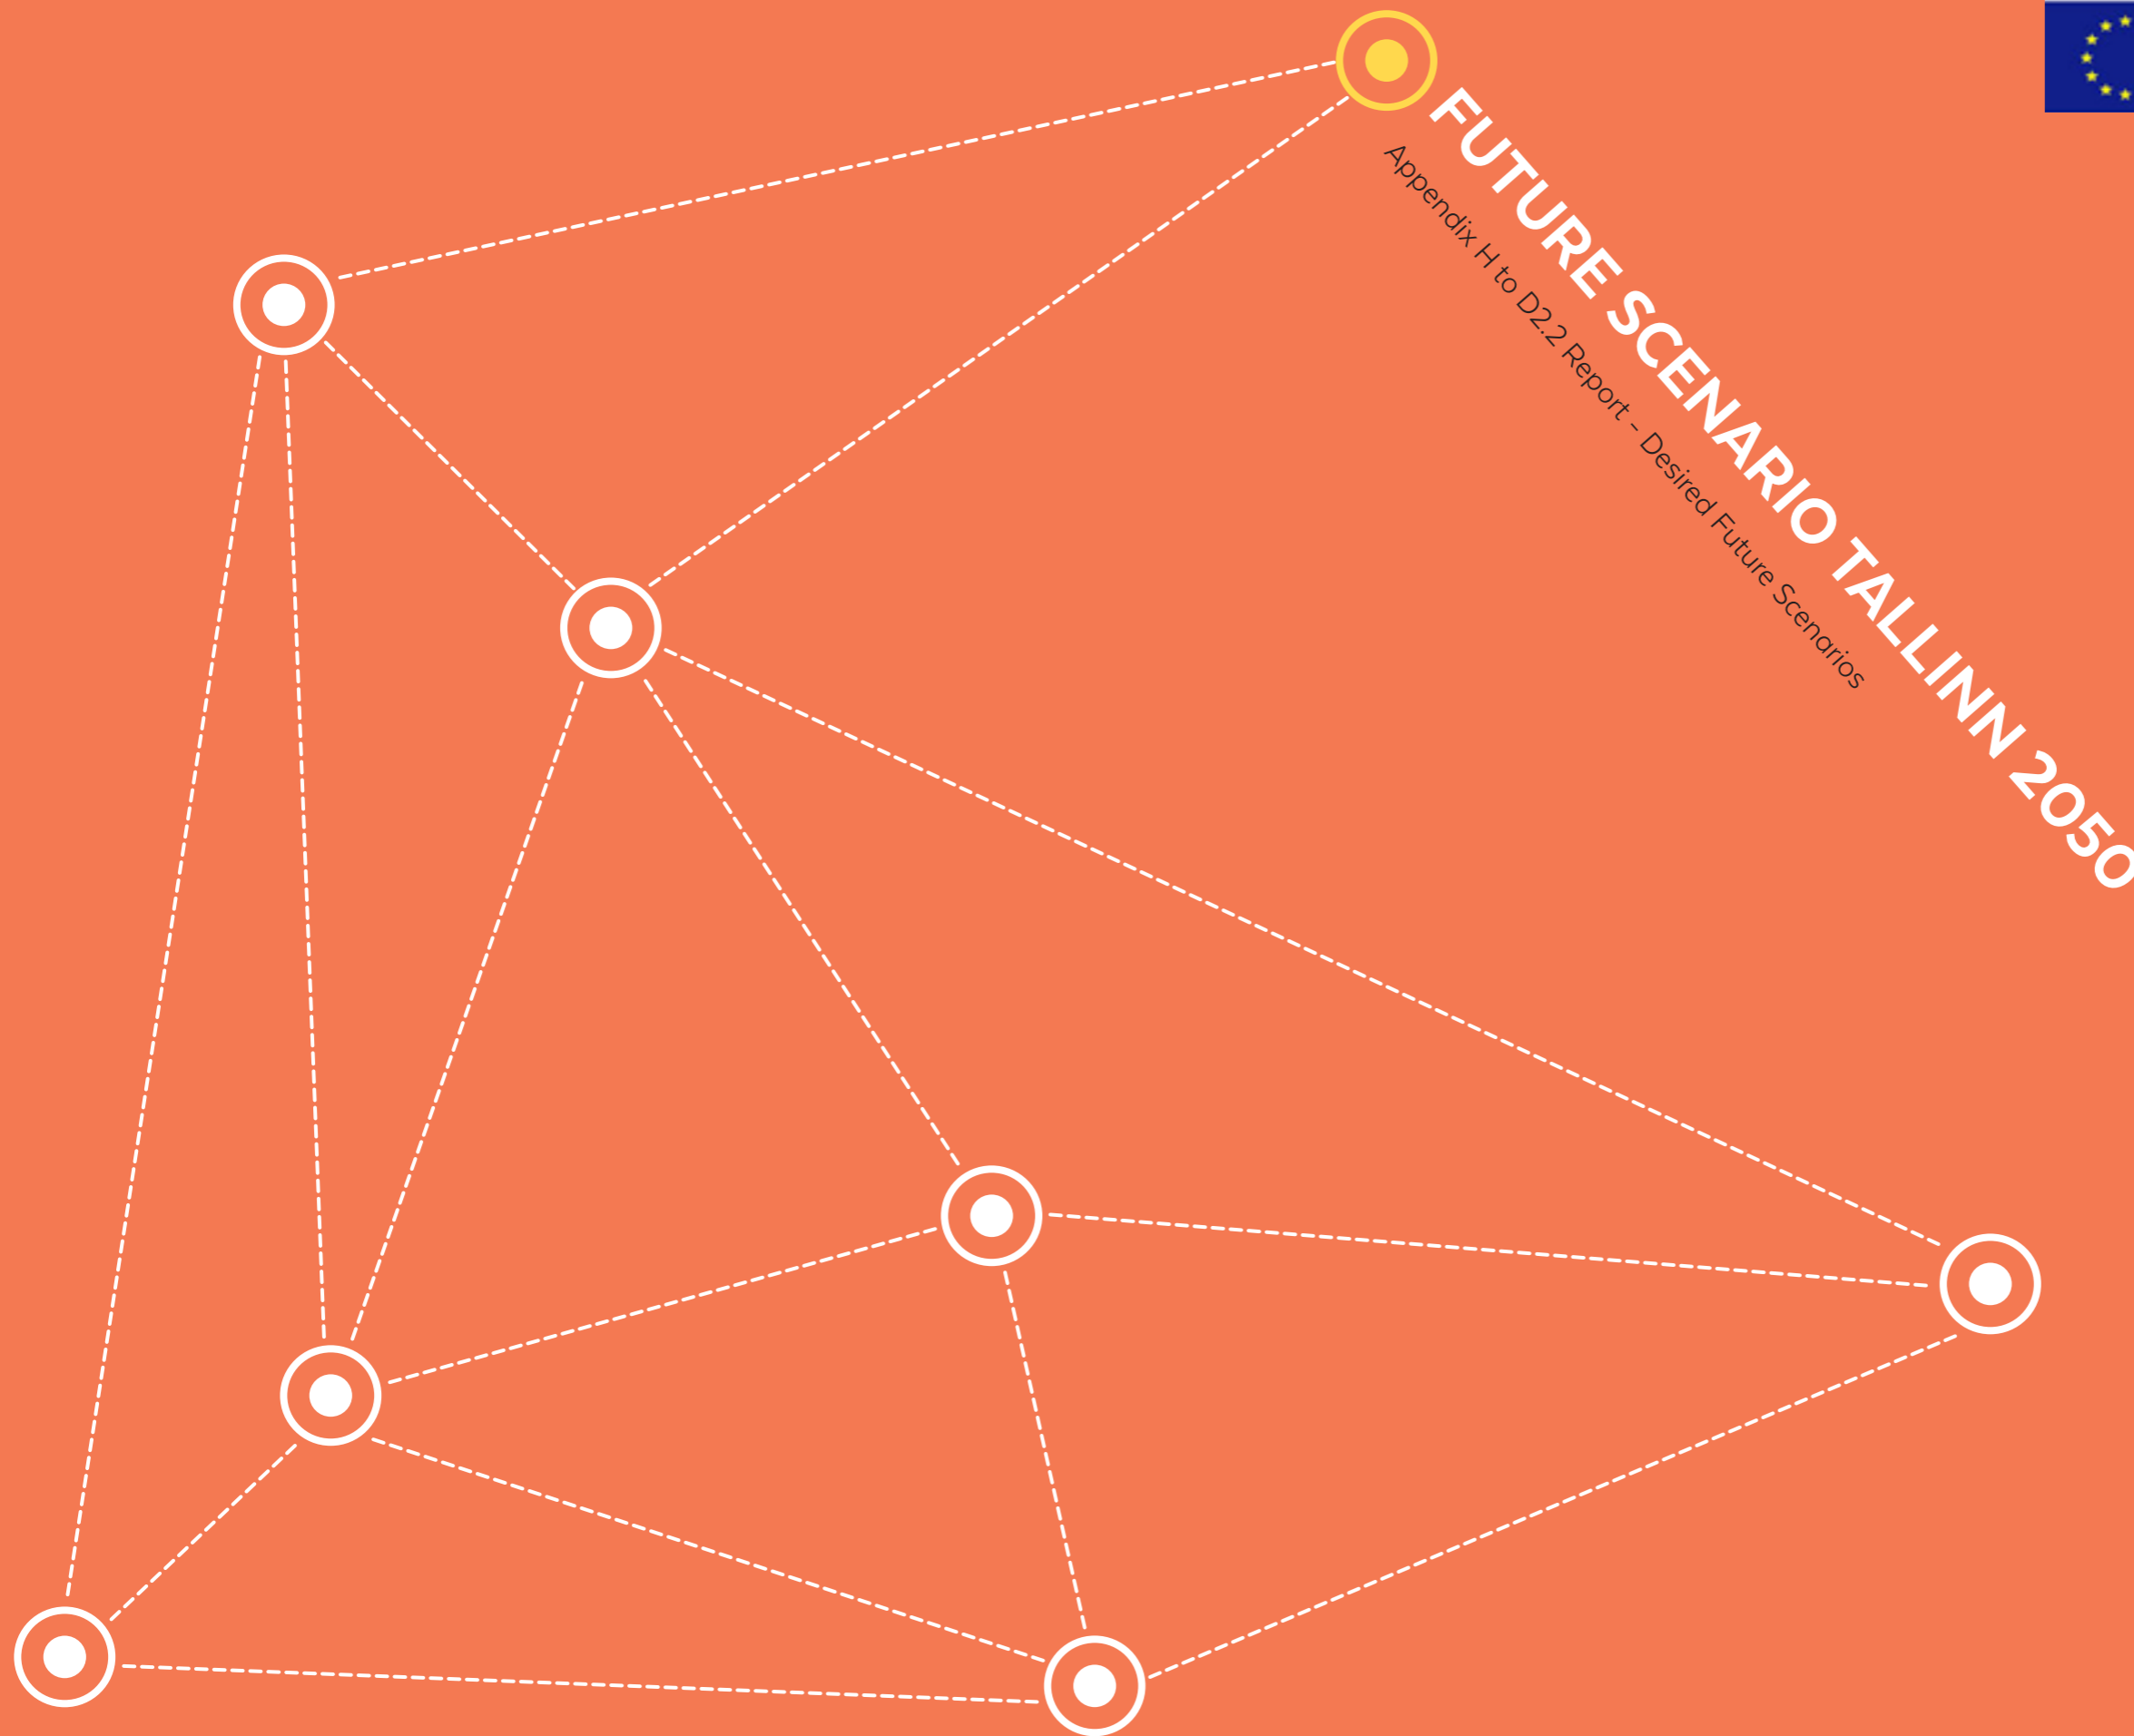 FUTURE SCENARIO TALLINN 2050
Appendix H to D2.2 Report - Desired Future Scenarios